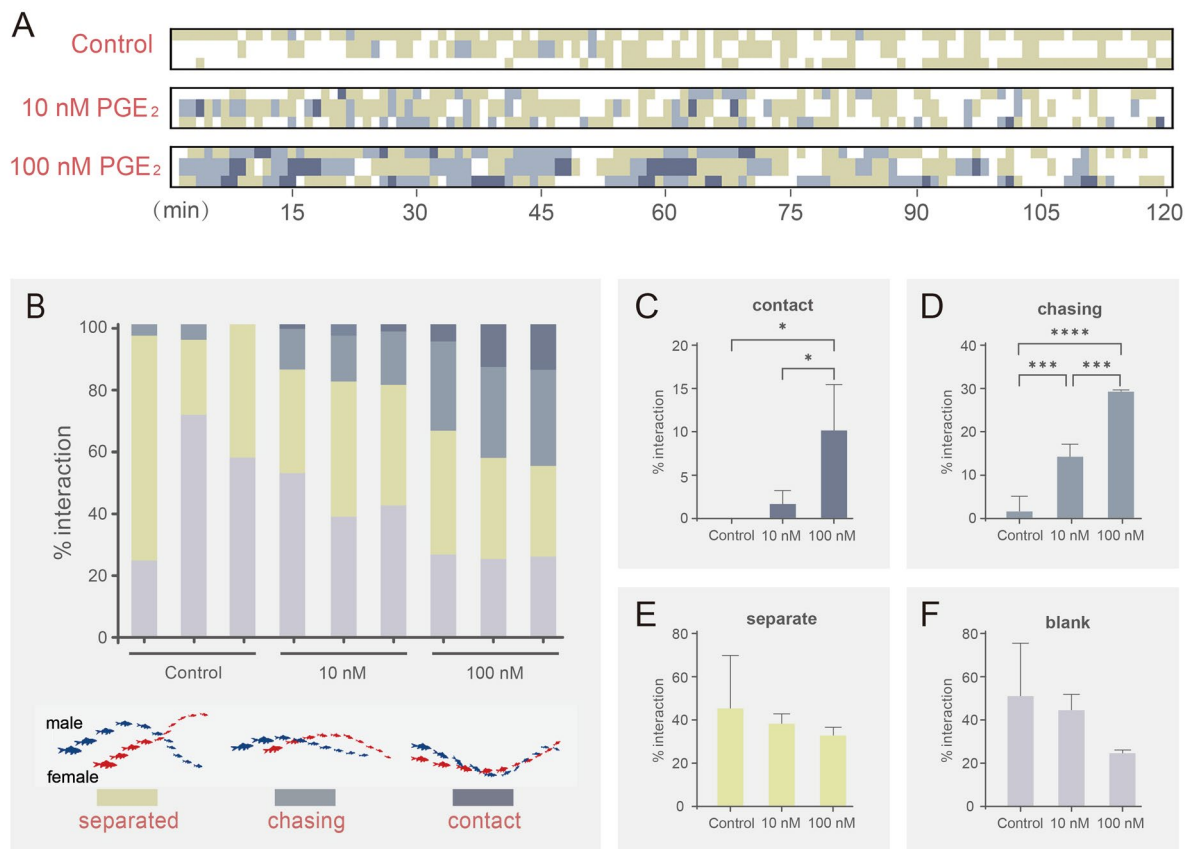 A
Control
10 nM PGE₂
100 nM PGE₂
(min) 15 30 45 60 75 90 105 120
B
100
80
60
40
20
0
% interaction
Control 10 nM 100 nM
male
female
separated chasing contact
C
contact
*
*
20
15
10
5
0
% interaction
Control 10 nM 100 nM
D
chasing
****
*** ***
40
30
20
10
0
% interaction
Control 10 nM 100 nM
E
separate
80
60
40
20
0
% interaction
Control 10 nM 100 nM
F
blank
80
60
40
20
0
% interaction
Control 10 nM 100 nM